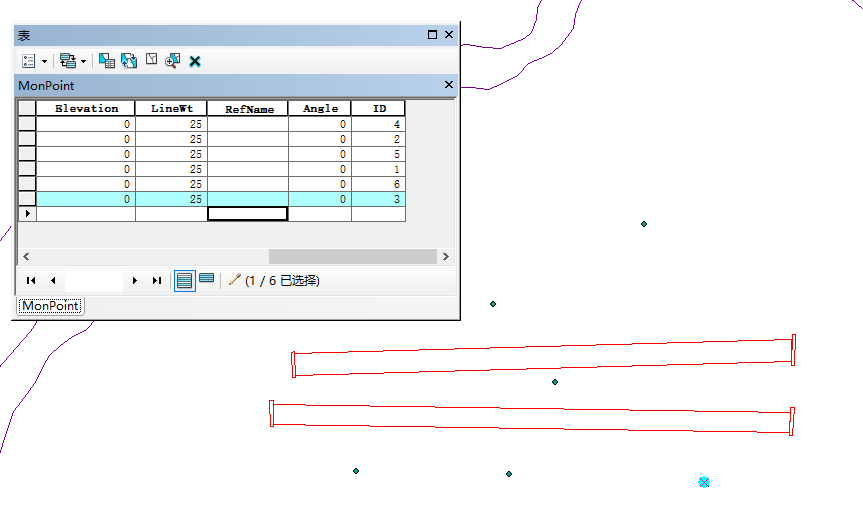 表
MonPoint
Elevation LineWt RefName Angle ID
0 25 0 4
0 25 0 2
0 25 0 5
0 25 0 1
0 25 0 6
0 25 0 3
(1 / 6 已选择)
MonPoint